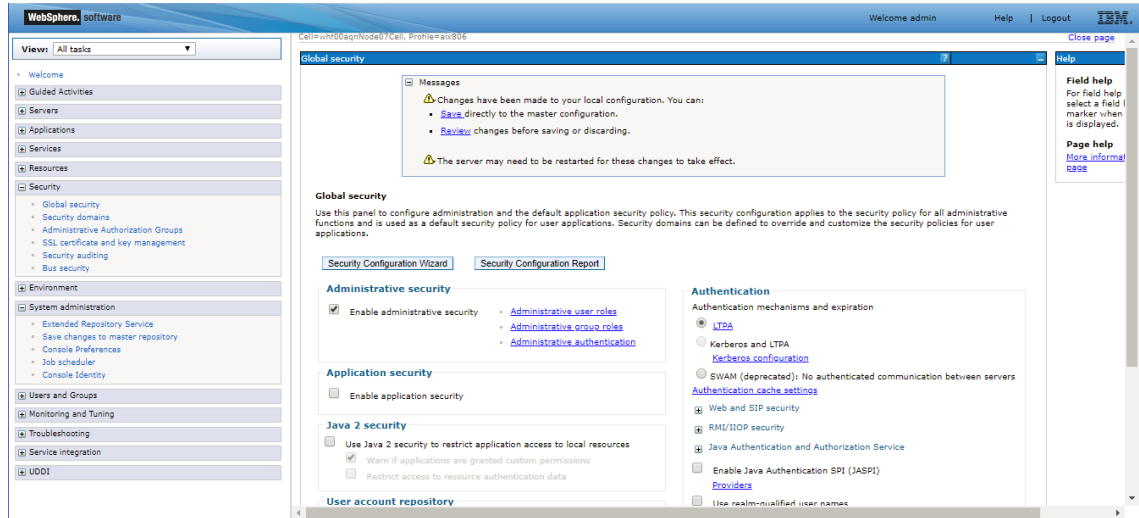 WebSphere. software
Welcome admin
Help | Logout
IBM.
View: All tasks
Welcome
Guided Activities
Servers
Applications
Services
Resources
Security
Global security
Security domains
Administrative Authorization Groups
SSL certificate and key management
Security auditing
Bus security
Environment
System administration
Extended Repository Service
Save changes to master repository
Console Preferences
Job scheduler
Console Identity
Users and Groups
Monitoring and Tuning
Troubleshooting
Service integration
UDDI
Cell=whf00aqnNode07Cell, Profile=aix806
Close page
Global security
?
Messages
Changes have been made to your local configuration. You can:
Save directly to the master configuration.
Review changes before saving or discarding.
The server may need to be restarted for these changes to take effect.
Global security
Use this panel to configure administration and the default application security policy. This security configuration applies to the security policy for all administrative
functions and is used as a default security policy for user applications. Security domains can be defined to override and customize the security policies for user
applications.
Security Configuration Wizard
Security Configuration Report
Administrative security
Enable administrative security
Administrative user roles
Administrative group roles
Administrative authentication
Application security
Enable application security
Java 2 security
Use Java 2 security to restrict application access to local resources
Warn if applications are granted custom permissions
Restrict access to resource authentication data
User account repository
Authentication
Authentication mechanisms and expiration
LTPA
Kerberos and LTPA
Kerberos configuration
SWAM (deprecated): No authenticated communication between servers
Authentication cache settings
Web and SIP security
RMI/IIOP security
Java Authentication and Authorization Service
Enable Java Authentication SPI (JASPI)
Providers
Use realm-qualified user names
Help
Field help
For field help
select a field l
marker when
is displayed.
Page help
More informat
page